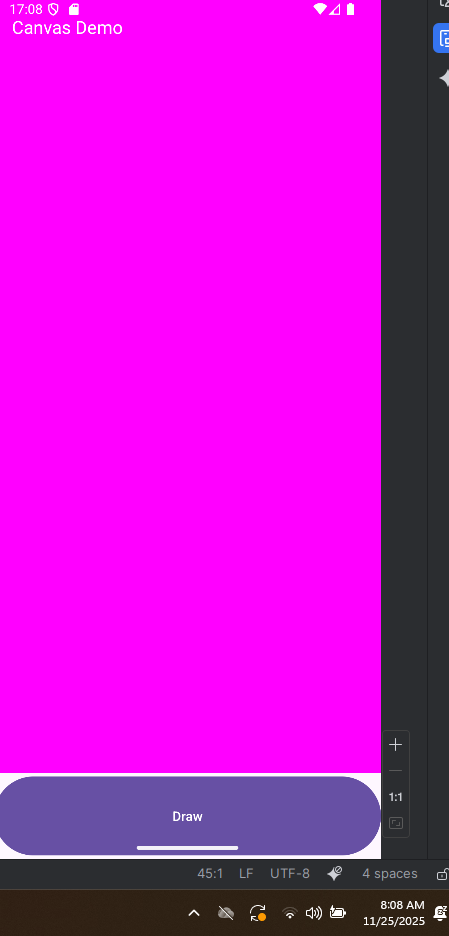 17:08
Canvas Demo
1:1
Draw
45:1 LF UTF-8 4 spaces
8:08 AM
11/25/2025